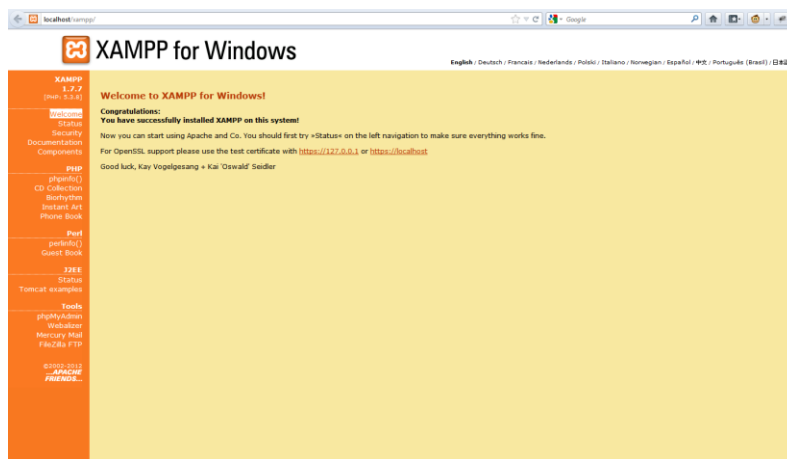 localhost/xampp/
Google
XAMPP for Windows
English / Deutsch / Francais / Nederlands / Polski / Italiano / Norwegian / Español / 中文 / Português (Brasil) / 日本語
XAMPP
1.7.7
[PHP: 5.3.8]
Welcome
Status
Security
Documentation
Components
PHP
phpinfo()
CD Collection
Biorhythm
Instant Art
Phone Book
Perl
perlinfo()
Guest Book
J2EE
Status
Tomcat examples
Tools
phpMyAdmin
Webalizer
Mercury Mail
FileZilla FTP
©2002-2012
...APACHE
FRIENDS...
Welcome to XAMPP for Windows!
Congratulations:
You have successfully installed XAMPP on this system!
Now you can start using Apache and Co. You should first try »Status« on the left navigation to make sure everything works fine.
For OpenSSL support please use the test certificate with https://127.0.0.1 or https://localhost
Good luck, Kay Vogelgesang + Kai 'Oswald' Seidler